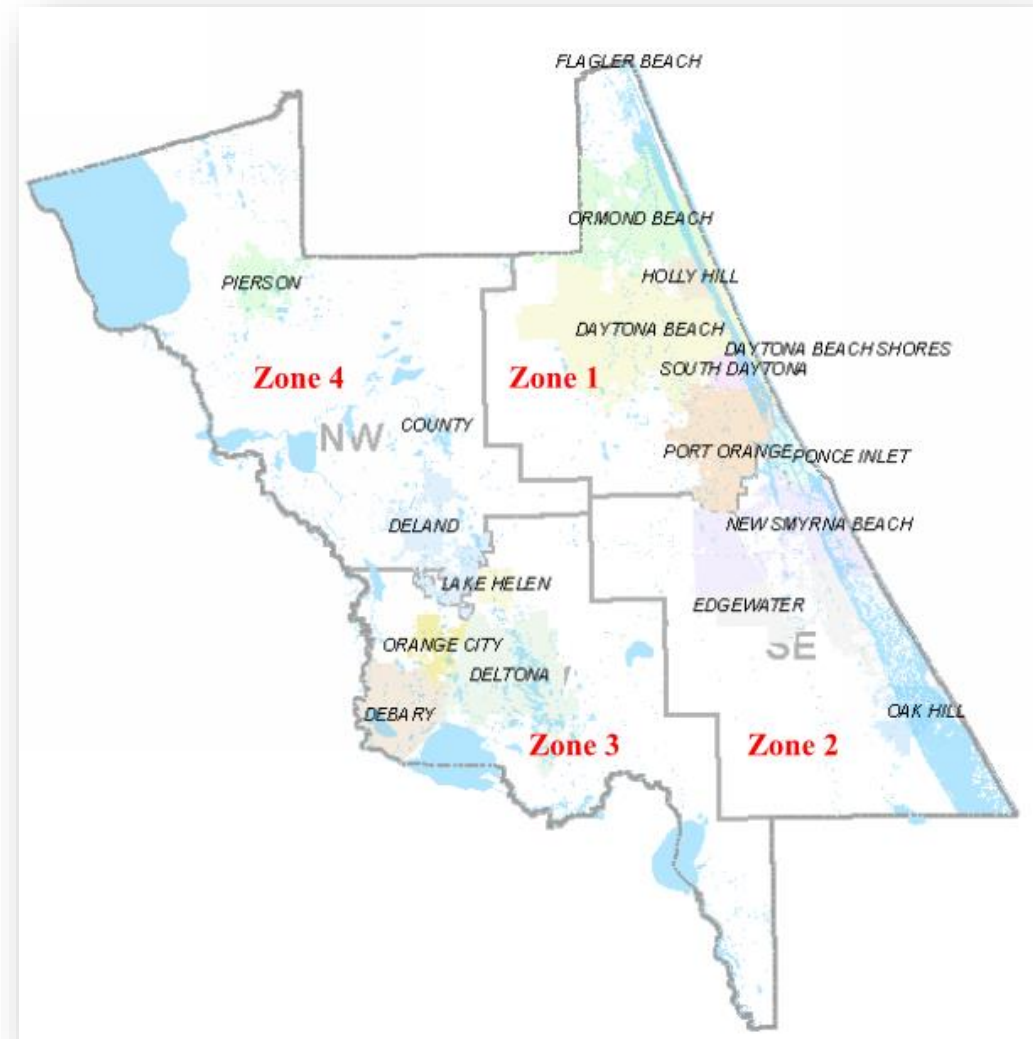 FLAGLER BEACH
ORMOND BEACH
HOLLY HILL
PIERSON
DAYTONA BEACH
DAYTONA BEACH SHORES
SOUTH DAYTONA
Zone 4
Zone 1
COUNTY
NW
PORT ORANGE
PONCE INLET
DELAND
NEW SMYRNA BEACH
LAKE HELEN
EDGEWATER
ORANGE CITY
SE
DELTONA
DEBARY
OAK HILL
Zone 3
Zone 2